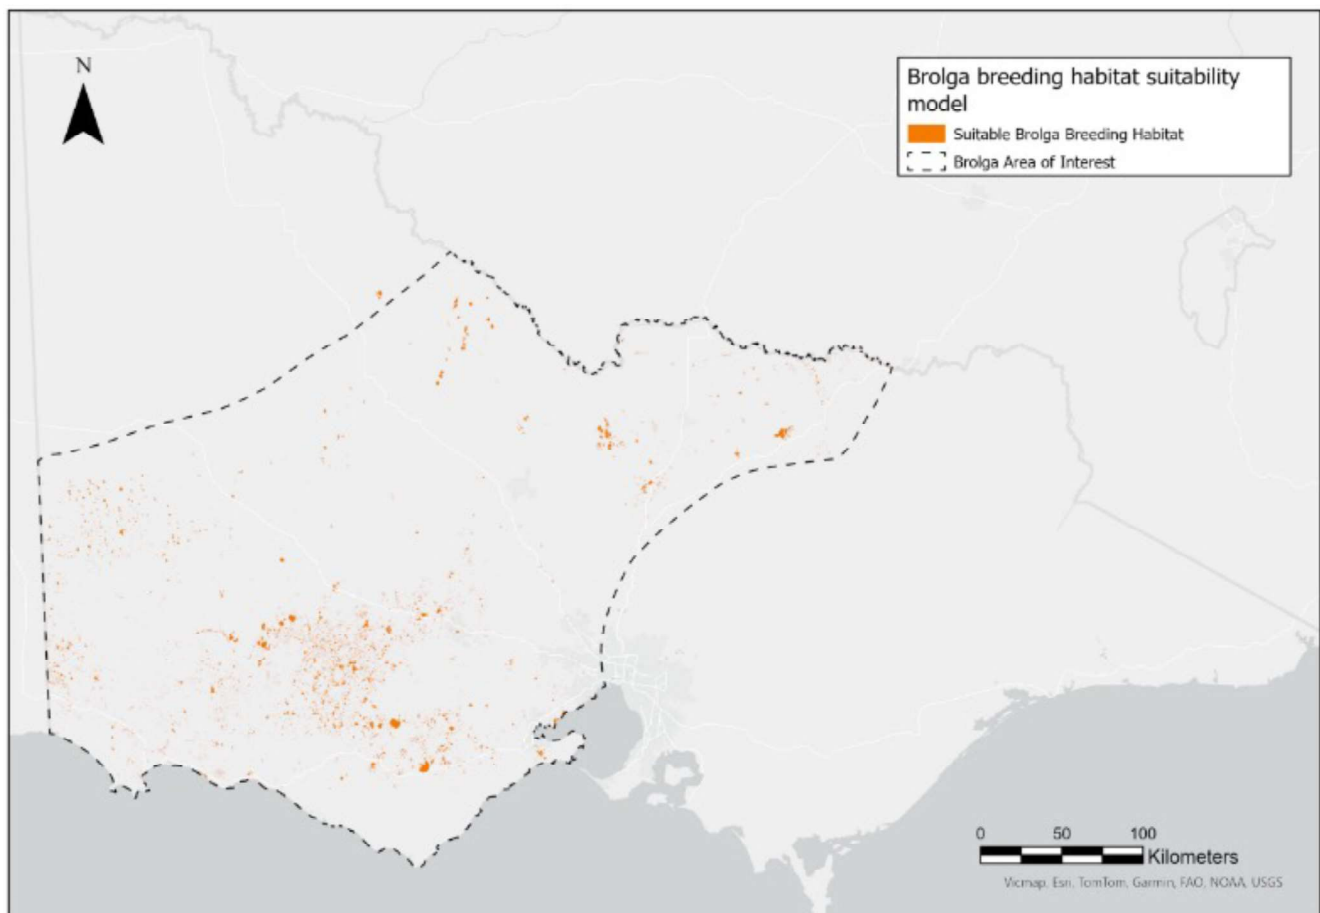 N
Brolga breeding habitat suitability
model
Suitable Brolga Breeding Habitat
Brolga Area of Interest
0 50 100
Kilometers
Vicmap, Esri, TomTom, Garmin, FAO, NOAA, USGS